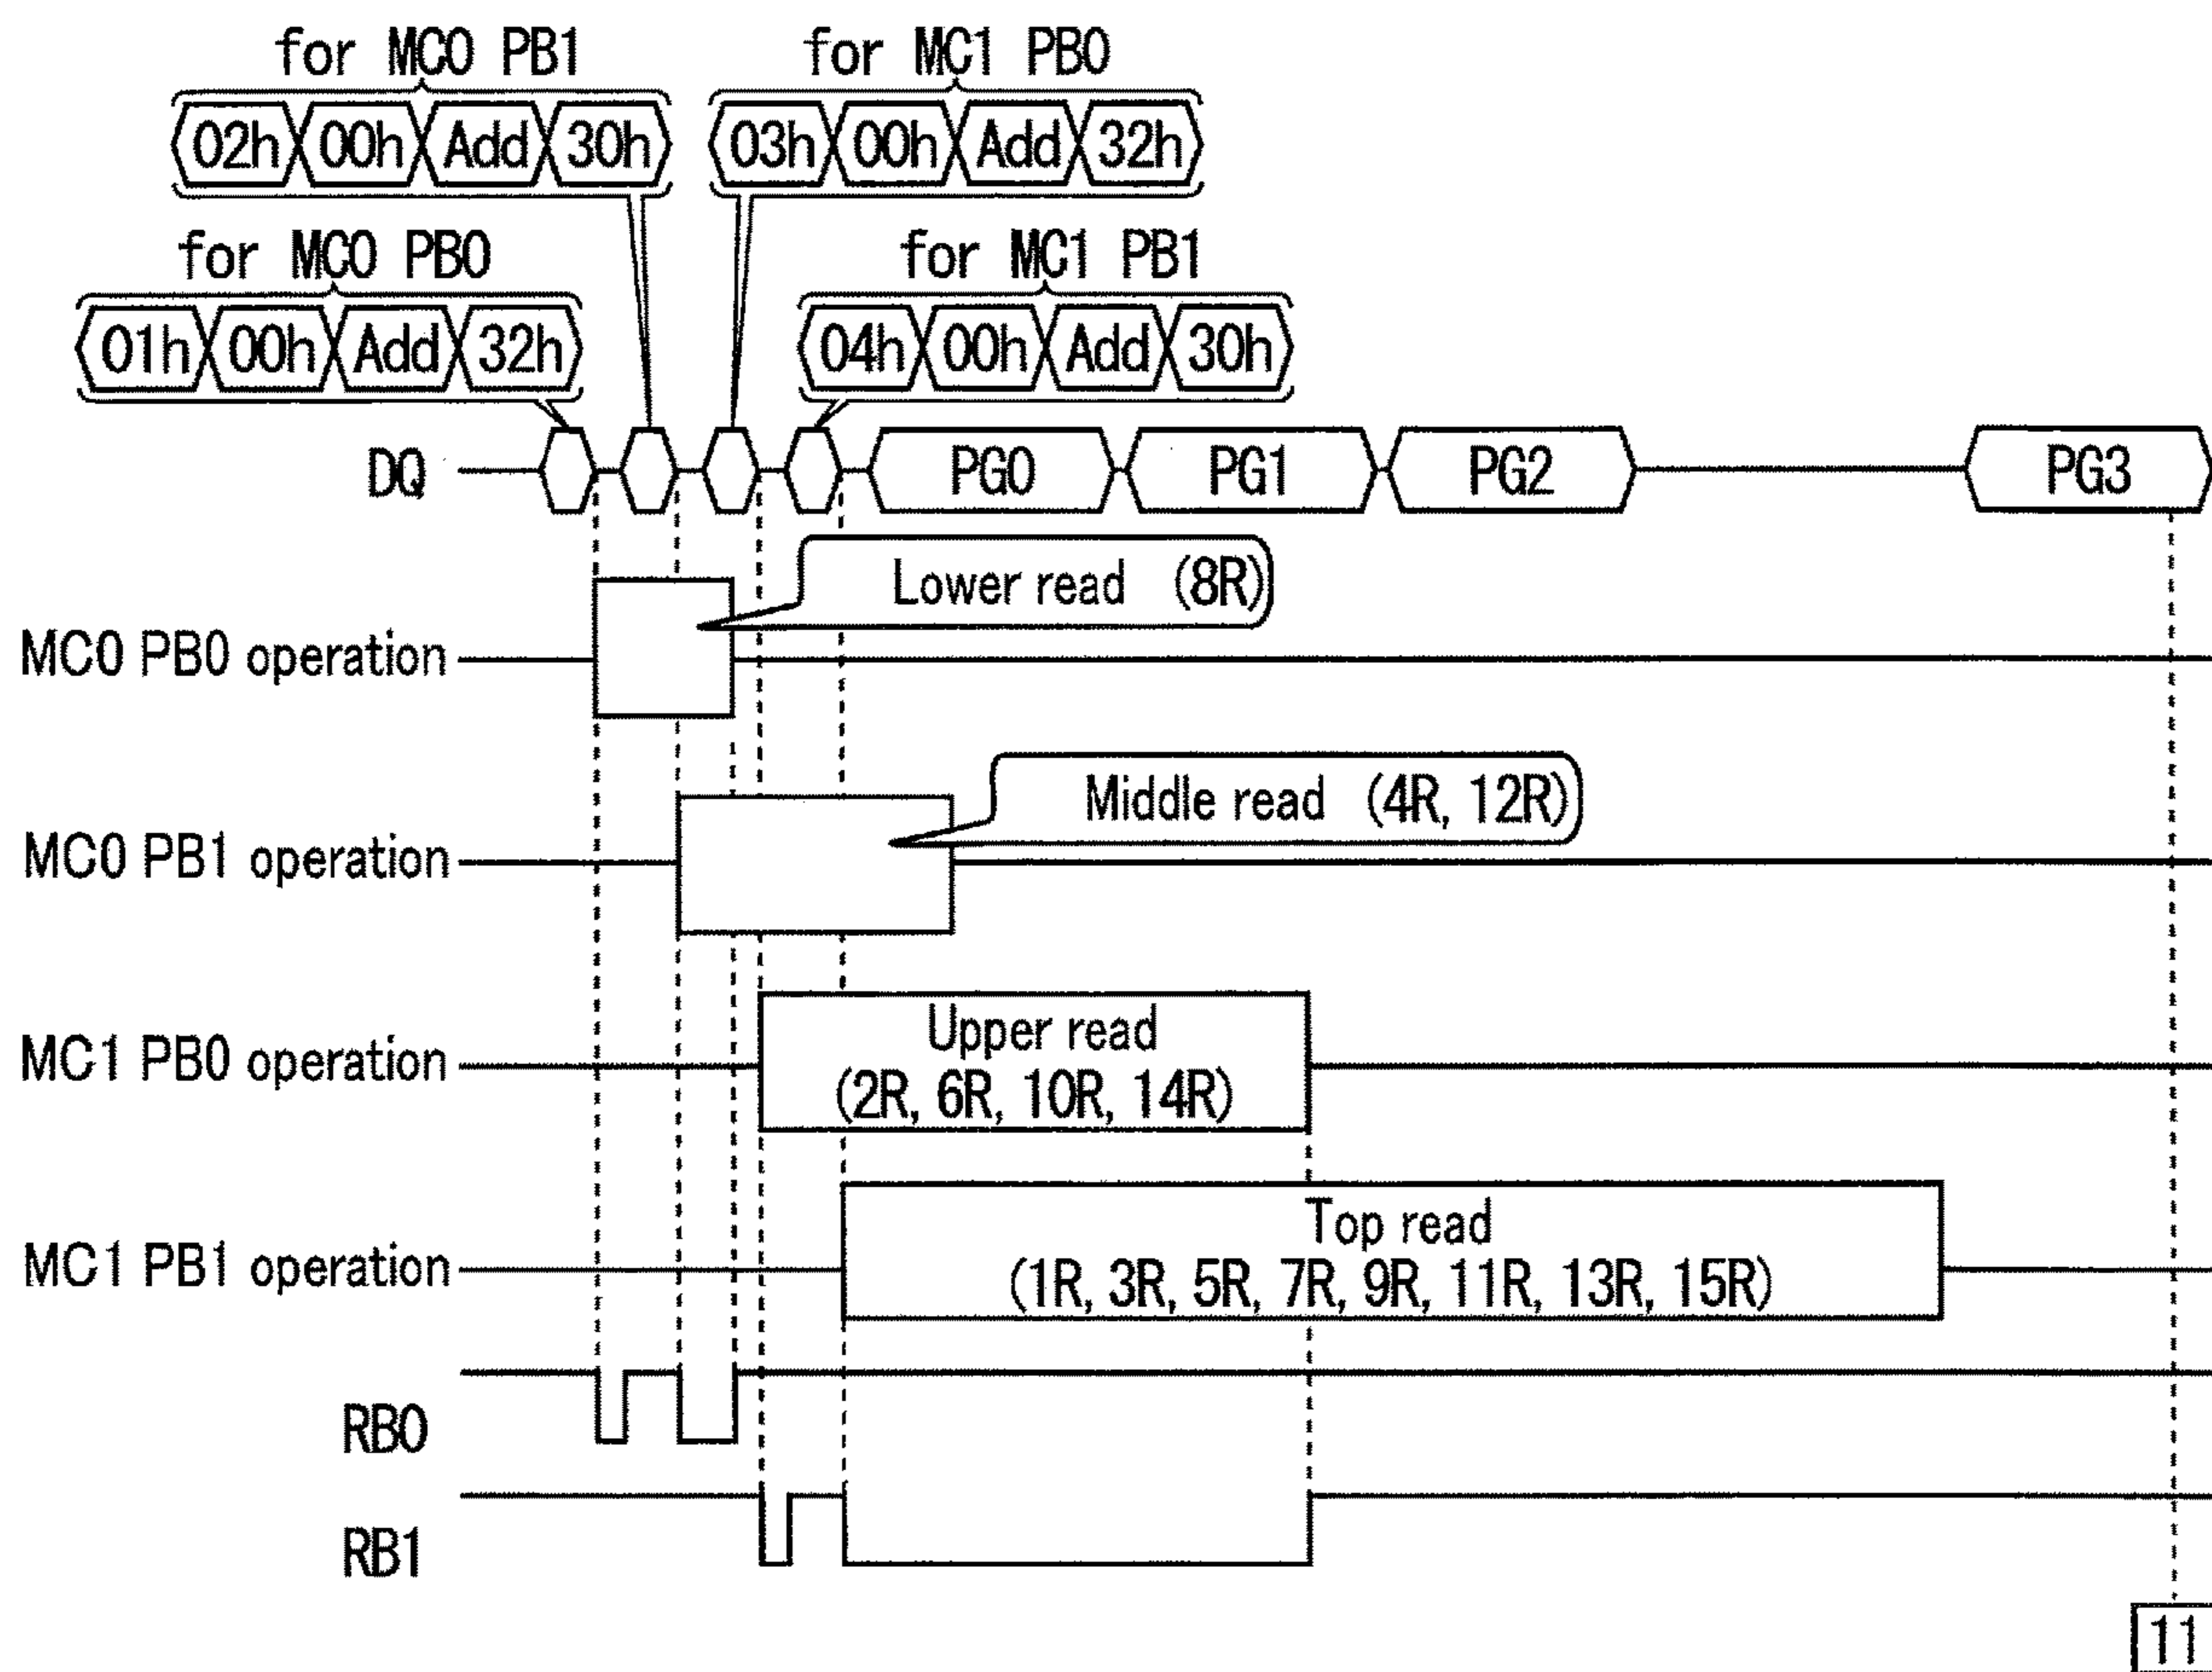 for MC0 PB1
for MC1 PB0
02h 00h Add 30h
03h 00h Add 32h
for MC0 PB0
for MC1 PB1
01h 00h Add 32h
04h 00h Add 30h
DQ PG0 PG1 PG2 PG3
Lower read (8R)
MC0 PB0 operation
Middle read (4R, 12R)
MC0 PB1 operation
Upper read
(2R, 6R, 10R, 14R)
MC1 PB0 operation
Top read
(1R, 3R, 5R, 7R, 9R, 11R, 13R, 15R)
MC1 PB1 operation
RB0
RB1
11